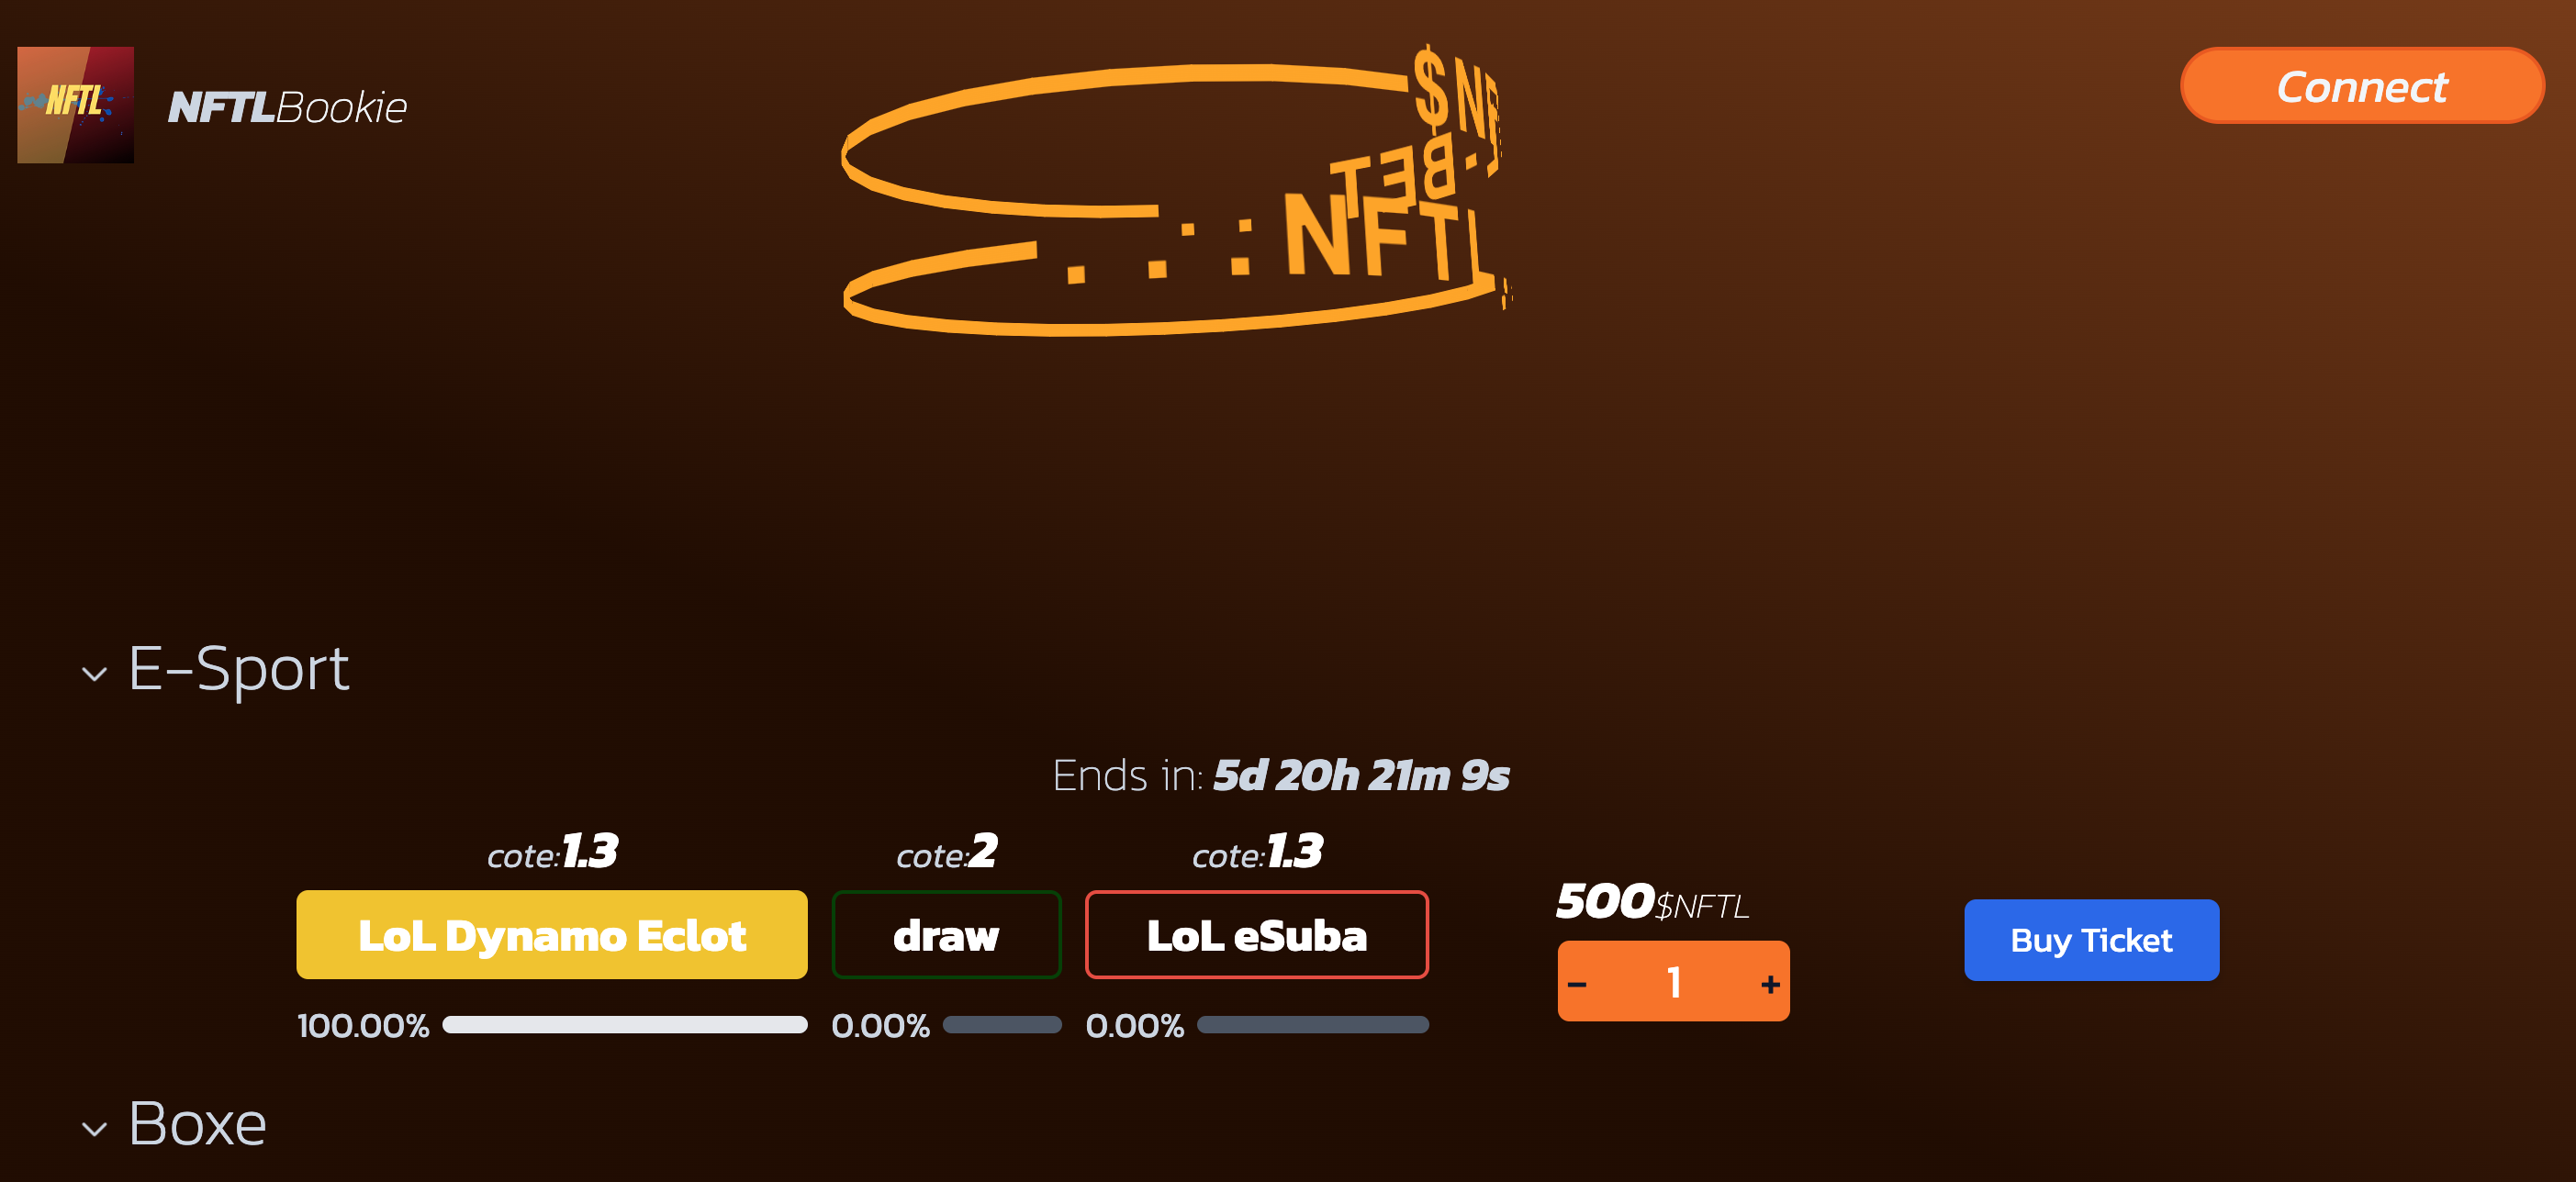 NFTL
NFTLBookie
Connect
$NF
-BET
. . : NFTL
E-Sport
Ends in: 5d 20h 21m 9s
cote:1.3
cote:2
cote:1.3
LoL Dynamo Eclot
draw
LoL eSuba
500$NFTL
- 1 +
Buy Ticket
100.00%
0.00%
0.00%
Boxe